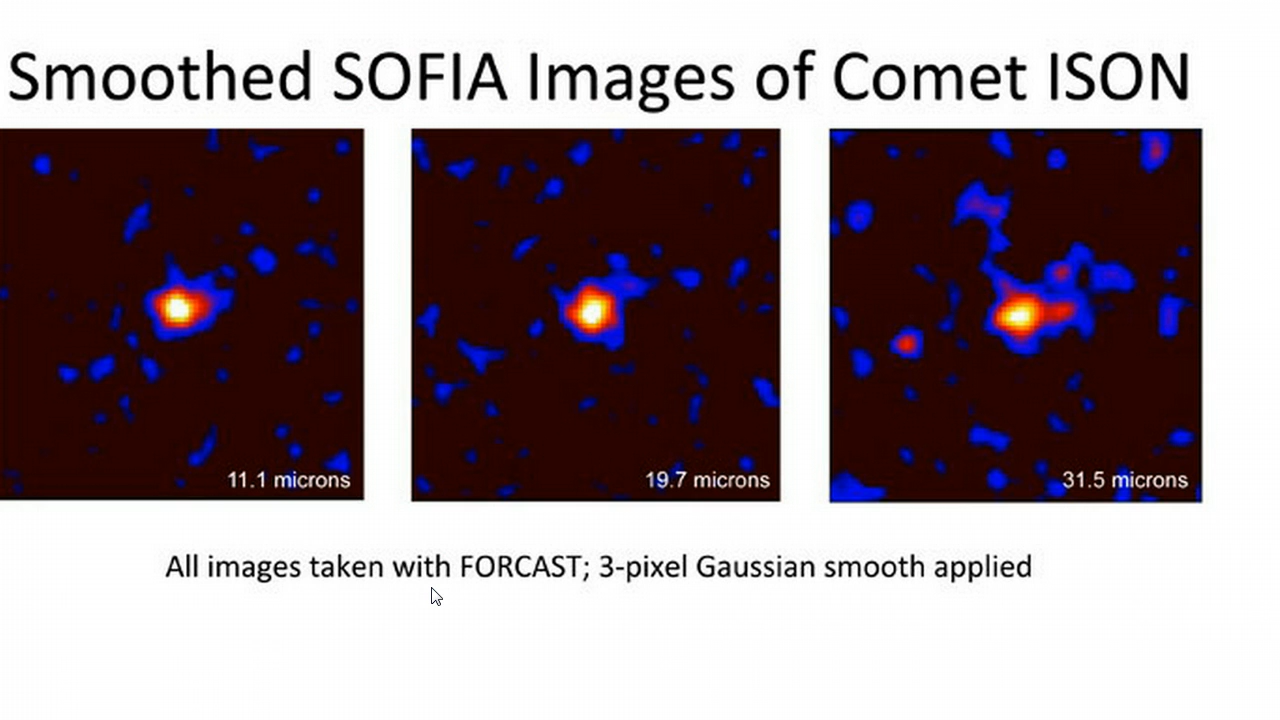 Smoothed SOFIA Images of Comet ISON
11.1 microns
19.7 microns
31.5 microns
All images taken with FORCAST; 3-pixel Gaussian smooth applied